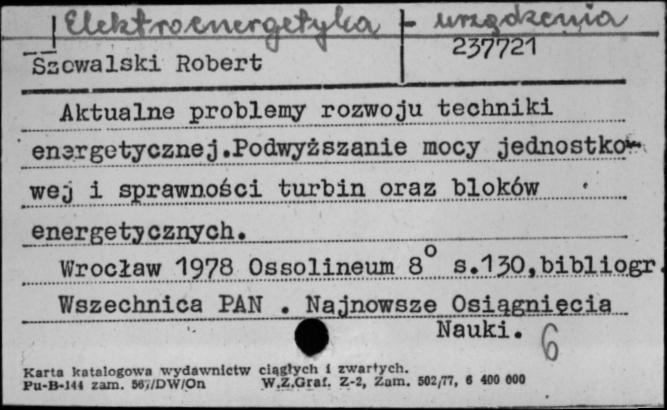 Elektroenergetyka - urządzenia
237721
Szewalski Robert
Aktualne problemy rozwoju techniki
energetycznej.Podwyższanie mocy jednostko-
wej i sprawności turbin oraz bloków
energetycznych.
Wrocław 1978 Ossolineum 8° s.130,bibliogr.
Wszechnica PAN . Najnowsze Osiągnięcia
Nauki. 6
Karta katalogowa wydawnictw ciągłych i zwartych.
Pu-B-144 zam. 567/DW/On W.Z.Graf. Z-2, Zam. 502/77, 6 400 000